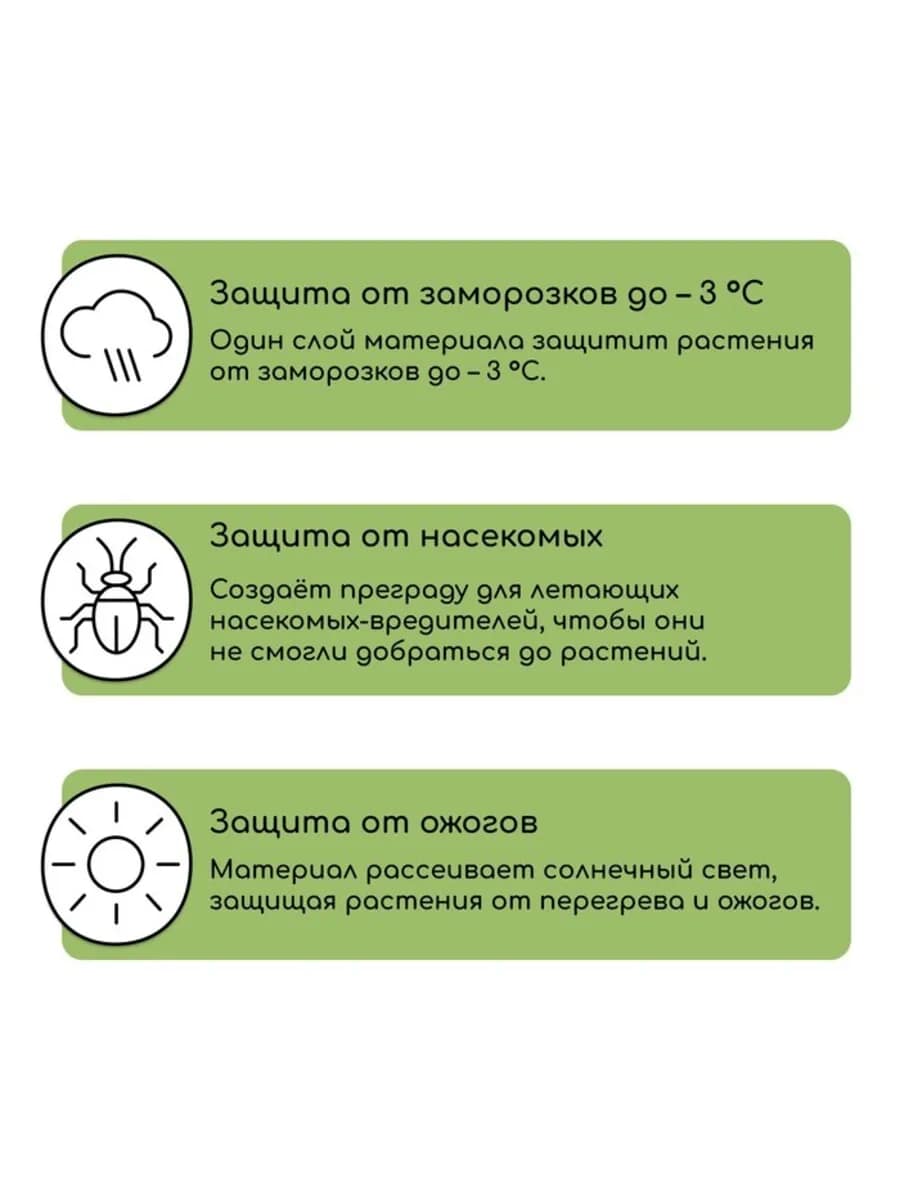 Защита от заморозков до – 3 °С
Один слой материала защитит растения
от заморозков до – 3 °С.
Защита от насекомых
Создаёт преграду для летающих
насекомых-вредителей, чтобы они
не смогли добраться до растений.
Защита от ожогов
Материал рассеивает солнечный свет,
защищая растения от перегрева и ожогов.